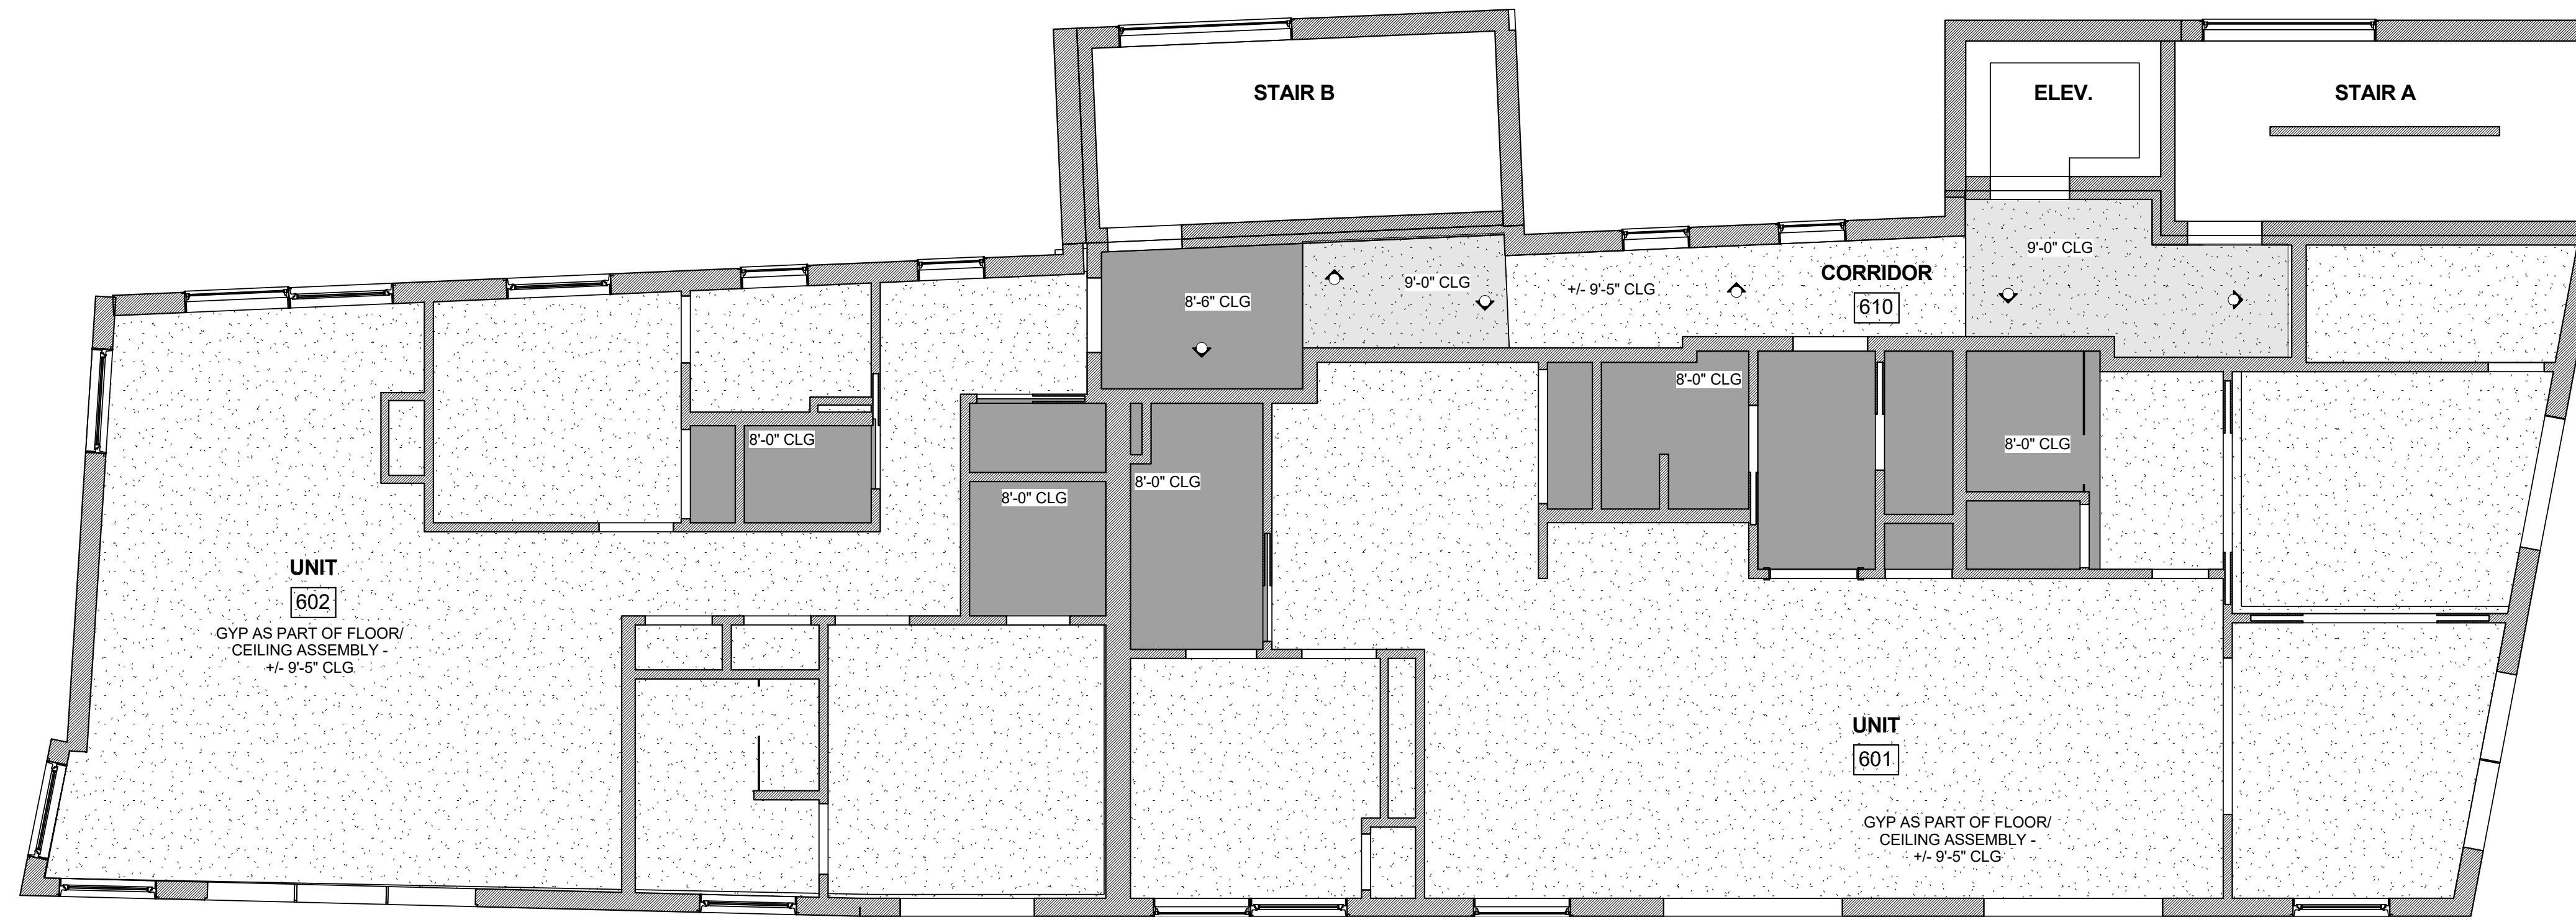 STAIR B
ELEV.
STAIR A
9'-0" CLG
CORRIDOR
610
9'-0" CLG
+/- 9'-5" CLG
8'-6" CLG
8'-0" CLG
8'-0" CLG
8'-0" CLG
8'-0" CLG
8'-0" CLG
UNIT
602
GYP AS PART OF FLOOR/
CEILING ASSEMBLY -
+/- 9'-5" CLG
UNIT
601
GYP AS PART OF FLOOR/
CEILING ASSEMBLY -
+/- 9'-5" CLG